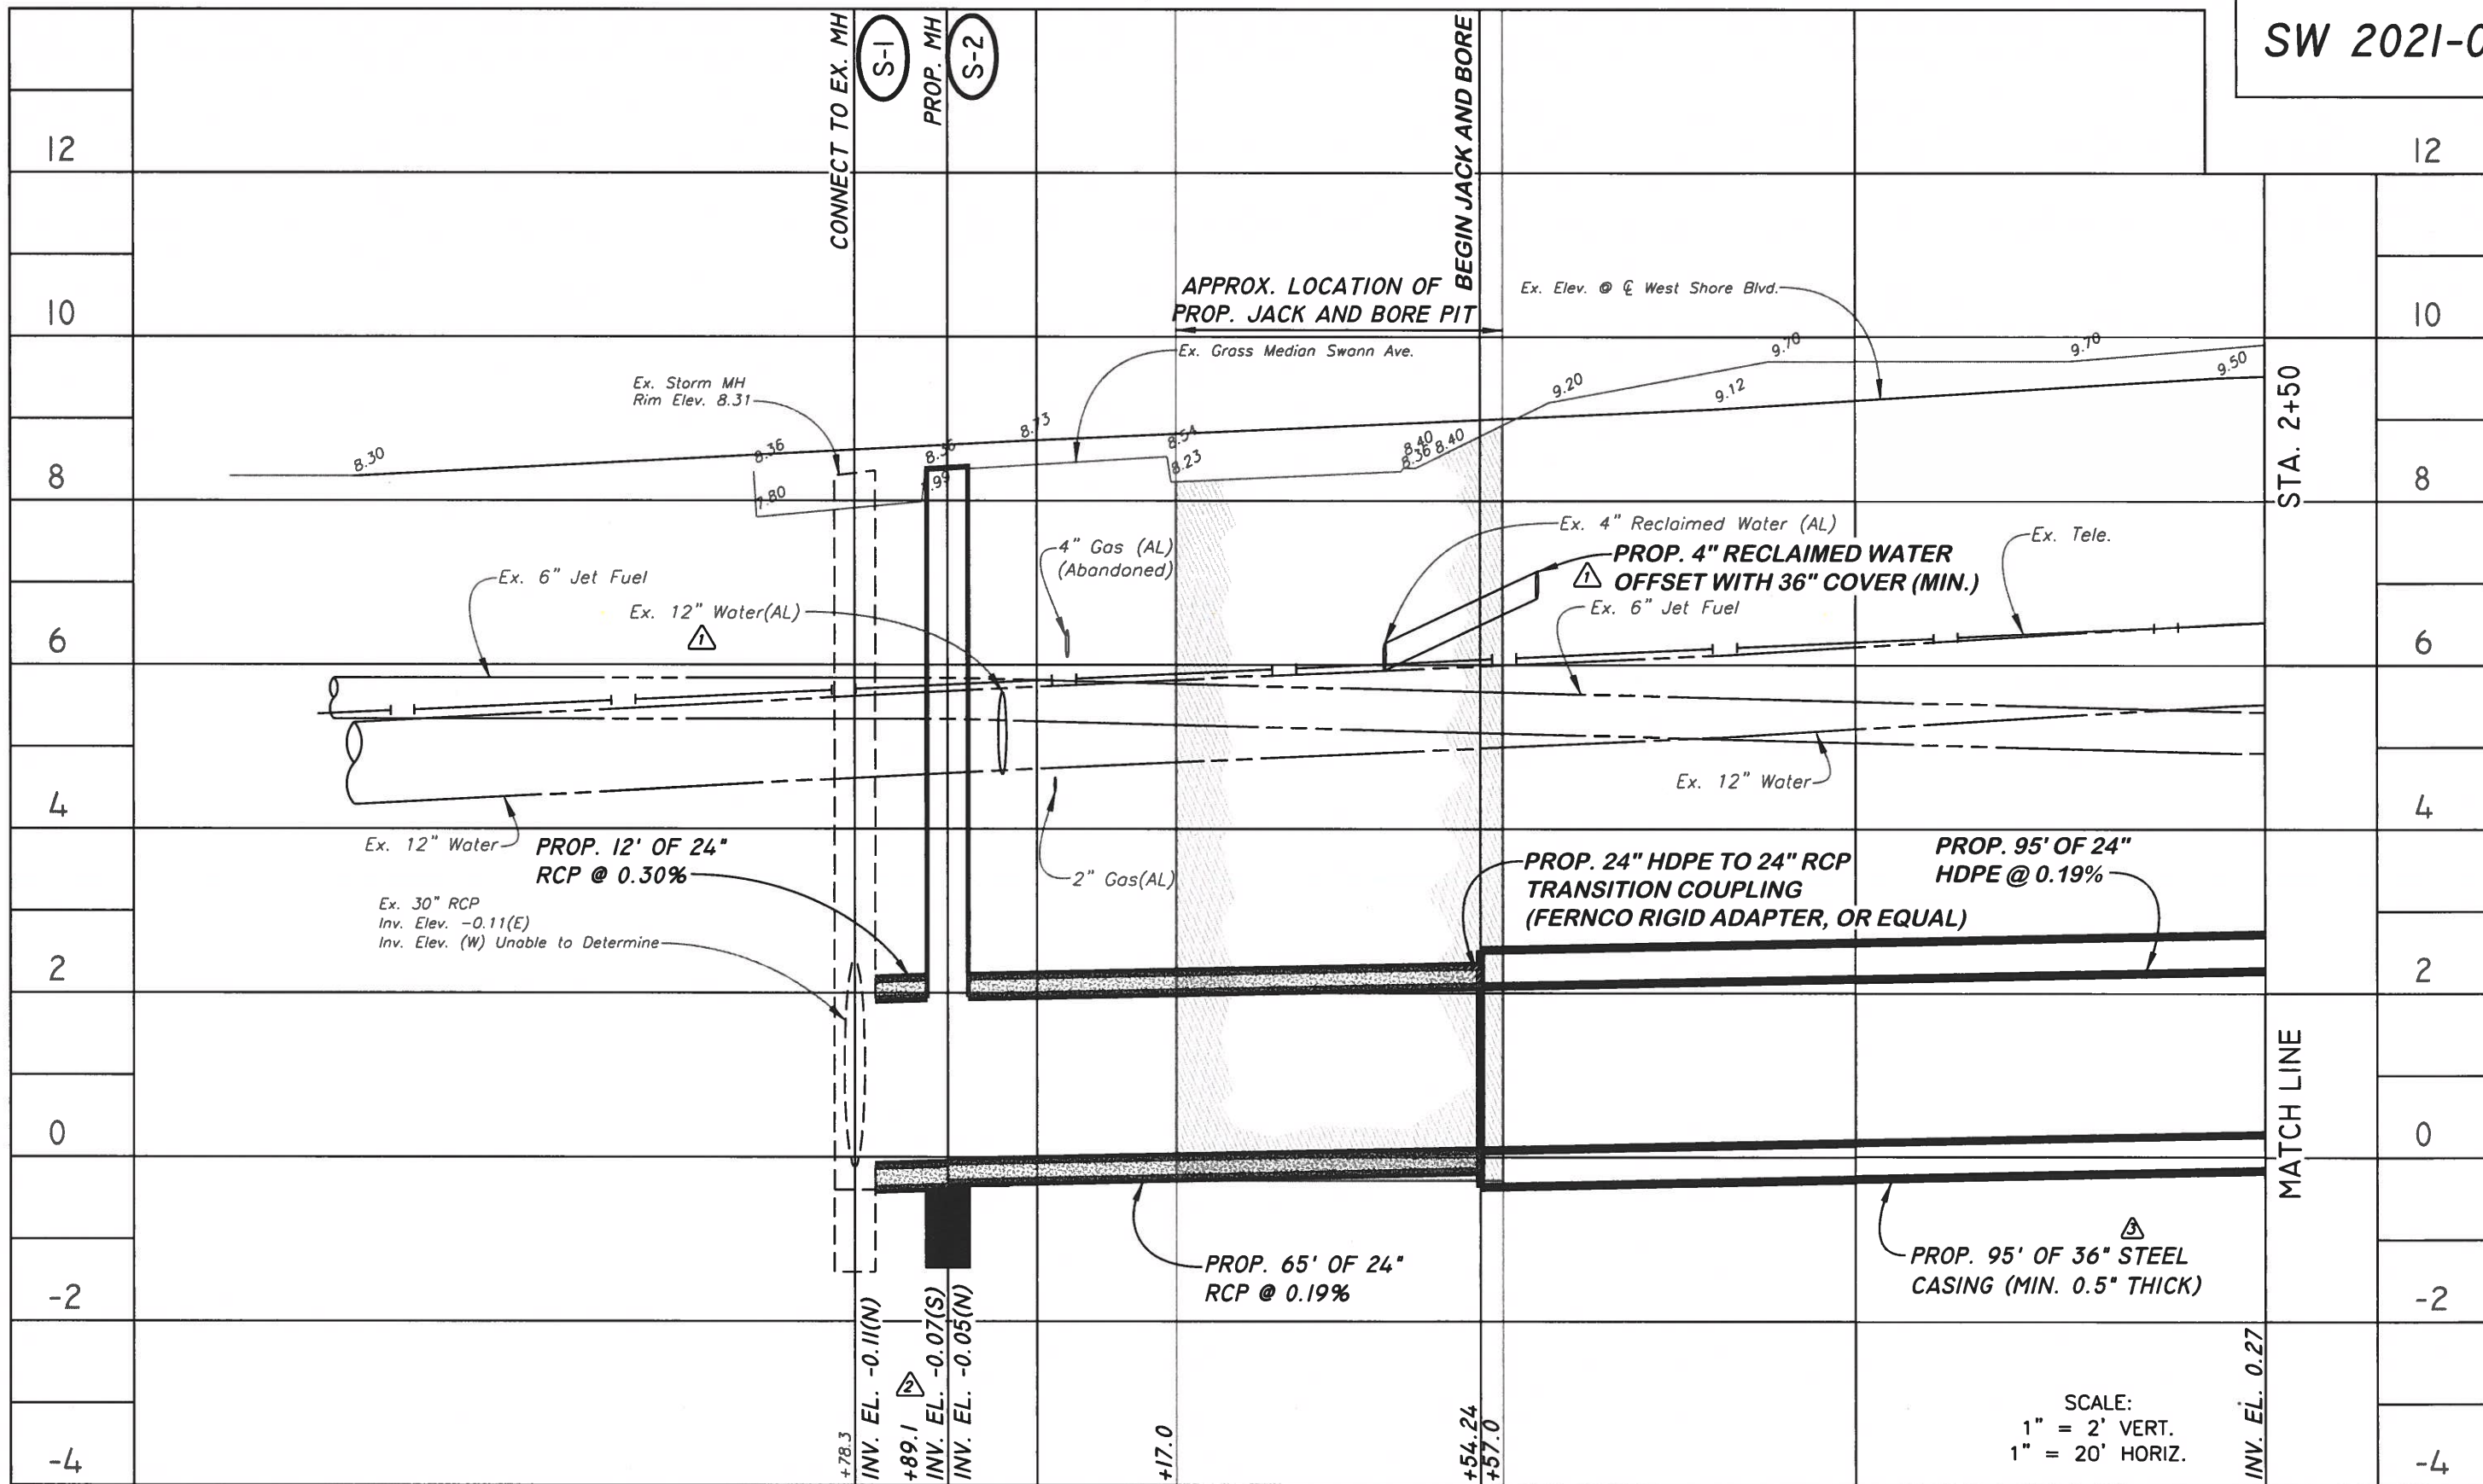 SW 2021-0
CONNECT TO EX. MH
S-1
PROP. MH
S-2
BEGIN JACK AND BORE
12
12
APPROX. LOCATION OF
PROP. JACK AND BORE PIT
Ex. Elev. @ ℄ West Shore Blvd.
10
10
Ex. Grass Median Swann Ave.
Ex. Storm MH
Rim Elev. 8.31
8.30
8.36
7.80
8.56
7.99
8.73
8.54
8.23
8.40
8.36
8.40
9.20
9.12
9.70
9.70
9.50
STA. 2+50
8
8
4" Gas (AL)
(Abandoned)
Ex. 4" Reclaimed Water (AL)
PROP. 4" RECLAIMED WATER
1 OFFSET WITH 36" COVER (MIN.)
Ex. Tele.
Ex. 6" Jet Fuel
Ex. 12" Water(AL)
1
Ex. 6" Jet Fuel
6
6
Ex. 12" Water
4
4
Ex. 12" Water
PROP. 12' OF 24"
RCP @ 0.30%
2" Gas(AL)
PROP. 24" HDPE TO 24" RCP
TRANSITION COUPLING
(FERNCO RIGID ADAPTER, OR EQUAL)
PROP. 95' OF 24"
HDPE @ 0.19%
Ex. 30" RCP
Inv. Elev. -0.11(E)
Inv. Elev. (W) Unable to Determine
2
2
MATCH LINE
0
0
PROP. 65' OF 24"
RCP @ 0.19%
3
PROP. 95' OF 36" STEEL
CASING (MIN. 0.5" THICK)
-2
-2
+78.3
INV. EL. -0.11(N)
2
+89.1
INV. EL. -0.07(S)
INV. EL. -0.05(N)
+17.0
+54.24
+57.0
SCALE:
1" = 2' VERT.
1" = 20' HORIZ.
INV. EL. 0.27
-4
-4